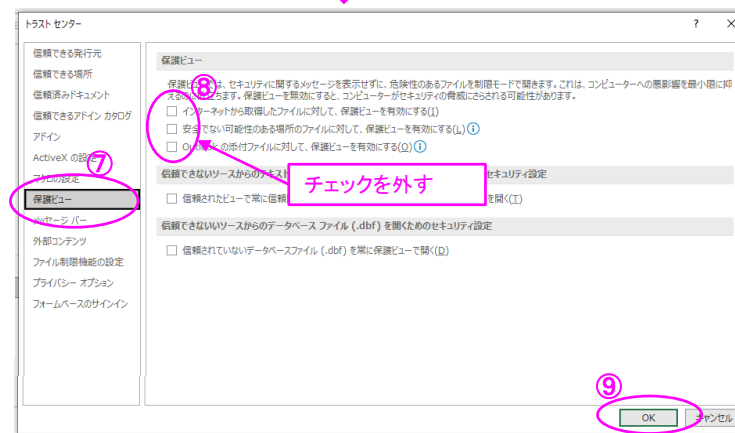 トラスト センター
?
信頼できる発行元
信頼できる場所
信頼済みドキュメント
信頼できるアドイン カタログ
アドイン
ActiveX の設定
⑦
マクロの設定
保護ビュー
メッセージ バー
外部コンテンツ
ファイル制限機能の設定
プライバシー オプション
フォームベースのサインイン
保護ビュー
⑧
保護ビューでは、セキュリティに関するメッセージを表示せずに、危険性のあるファイルを制限モードで開きます。これは、コンピューターへの悪影響を最小限に抑
えるのに役立ちます。保護ビューを無効にすると、コンピューターがセキュリティの脅威にさらされる可能性があります。
インターネットから取得したファイルに対して、保護ビューを有効にする(I)
安全でない可能性のある場所のファイルに対して、保護ビューを有効にする(L)
Outlook の添付ファイルに対して、保護ビューを有効にする(O)
チェックを外す
信頼できないソースからのテキスト セキュリティ設定
信頼されたビューで常に信頼 を開く(T)
信頼できないいソースからのデータベース ファイル (.dbf) を開くためのセキュリティ設定
信頼されていないデータベースファイル (.dbf) を常に保護ビューで開く(D)
⑨
OK
キャンセル